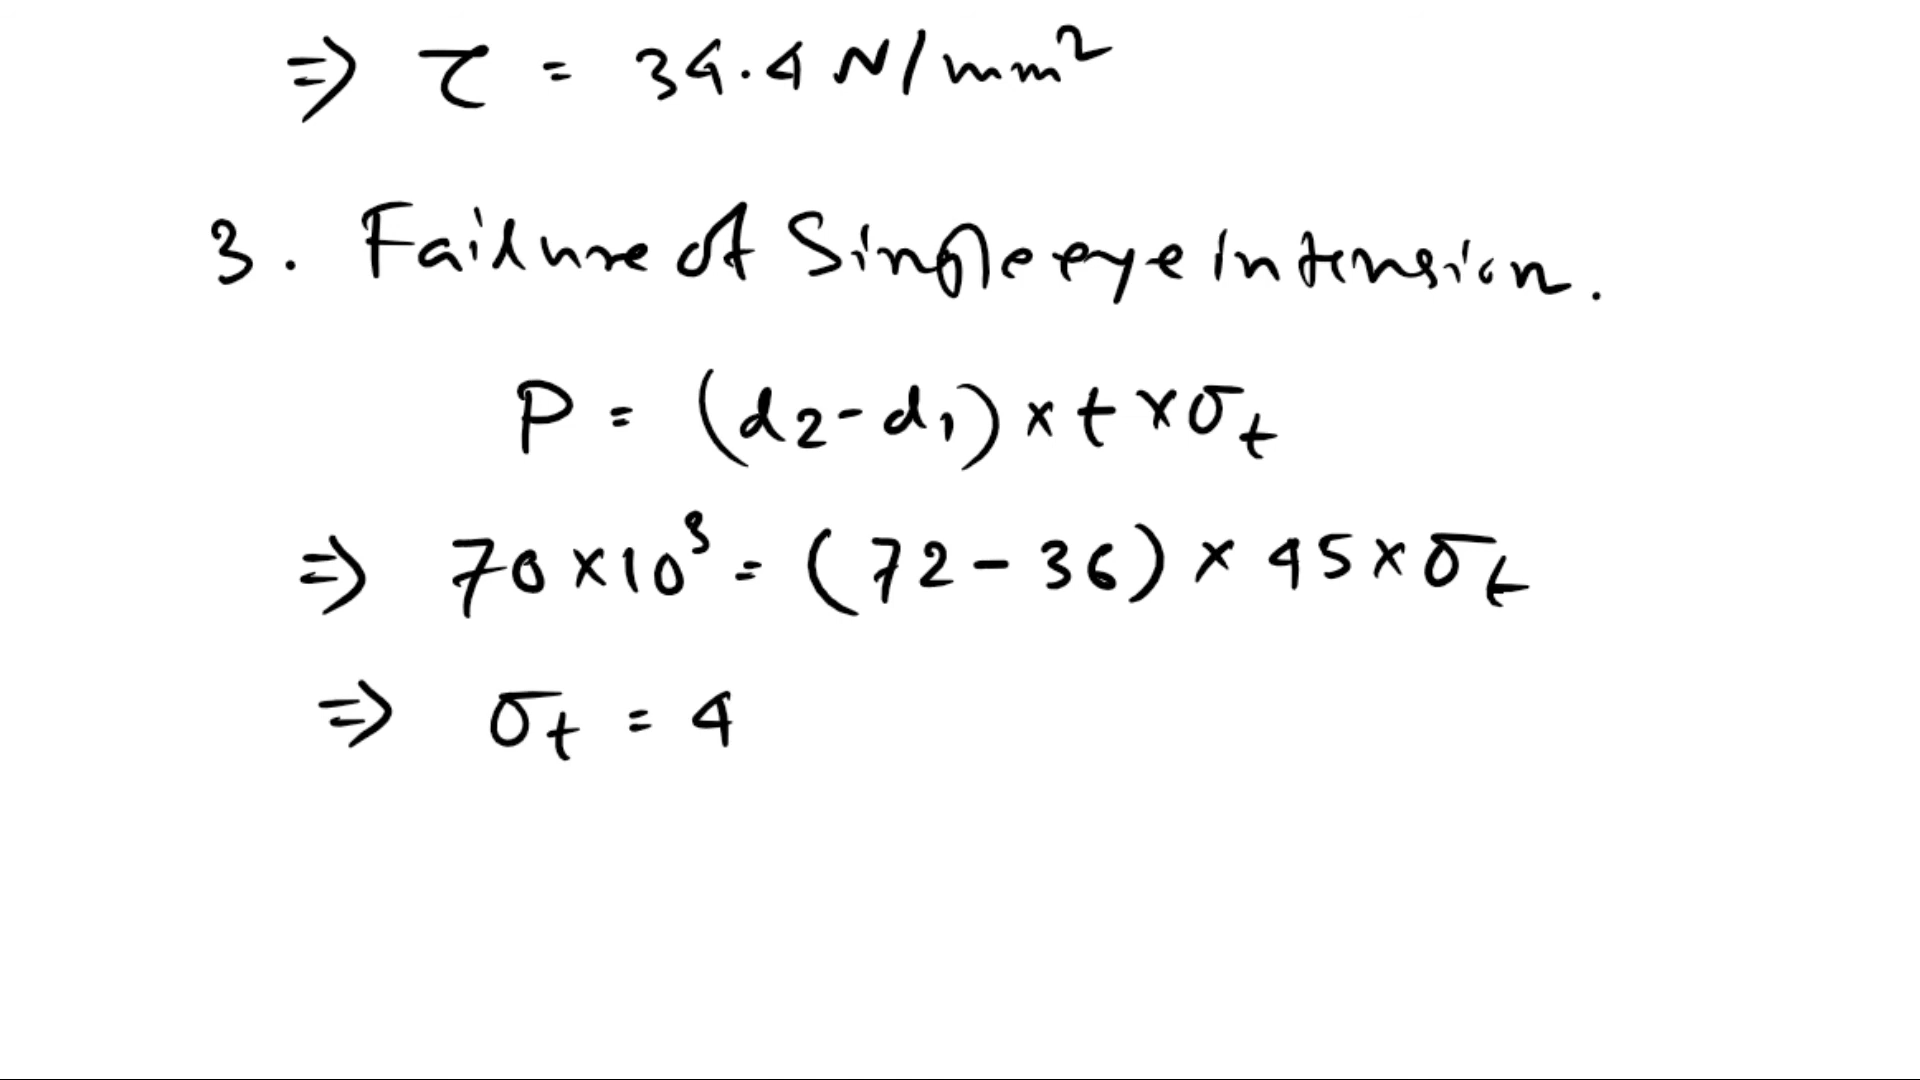 ⇒ τ = 34.4 N/mm²
3. Failure of Single eye in tension.
P = (d₂-d₁) × t × σₜ
⇒ 70 × 10³ = (72 - 36) × 45 × σₜ
⇒ σₜ = 4